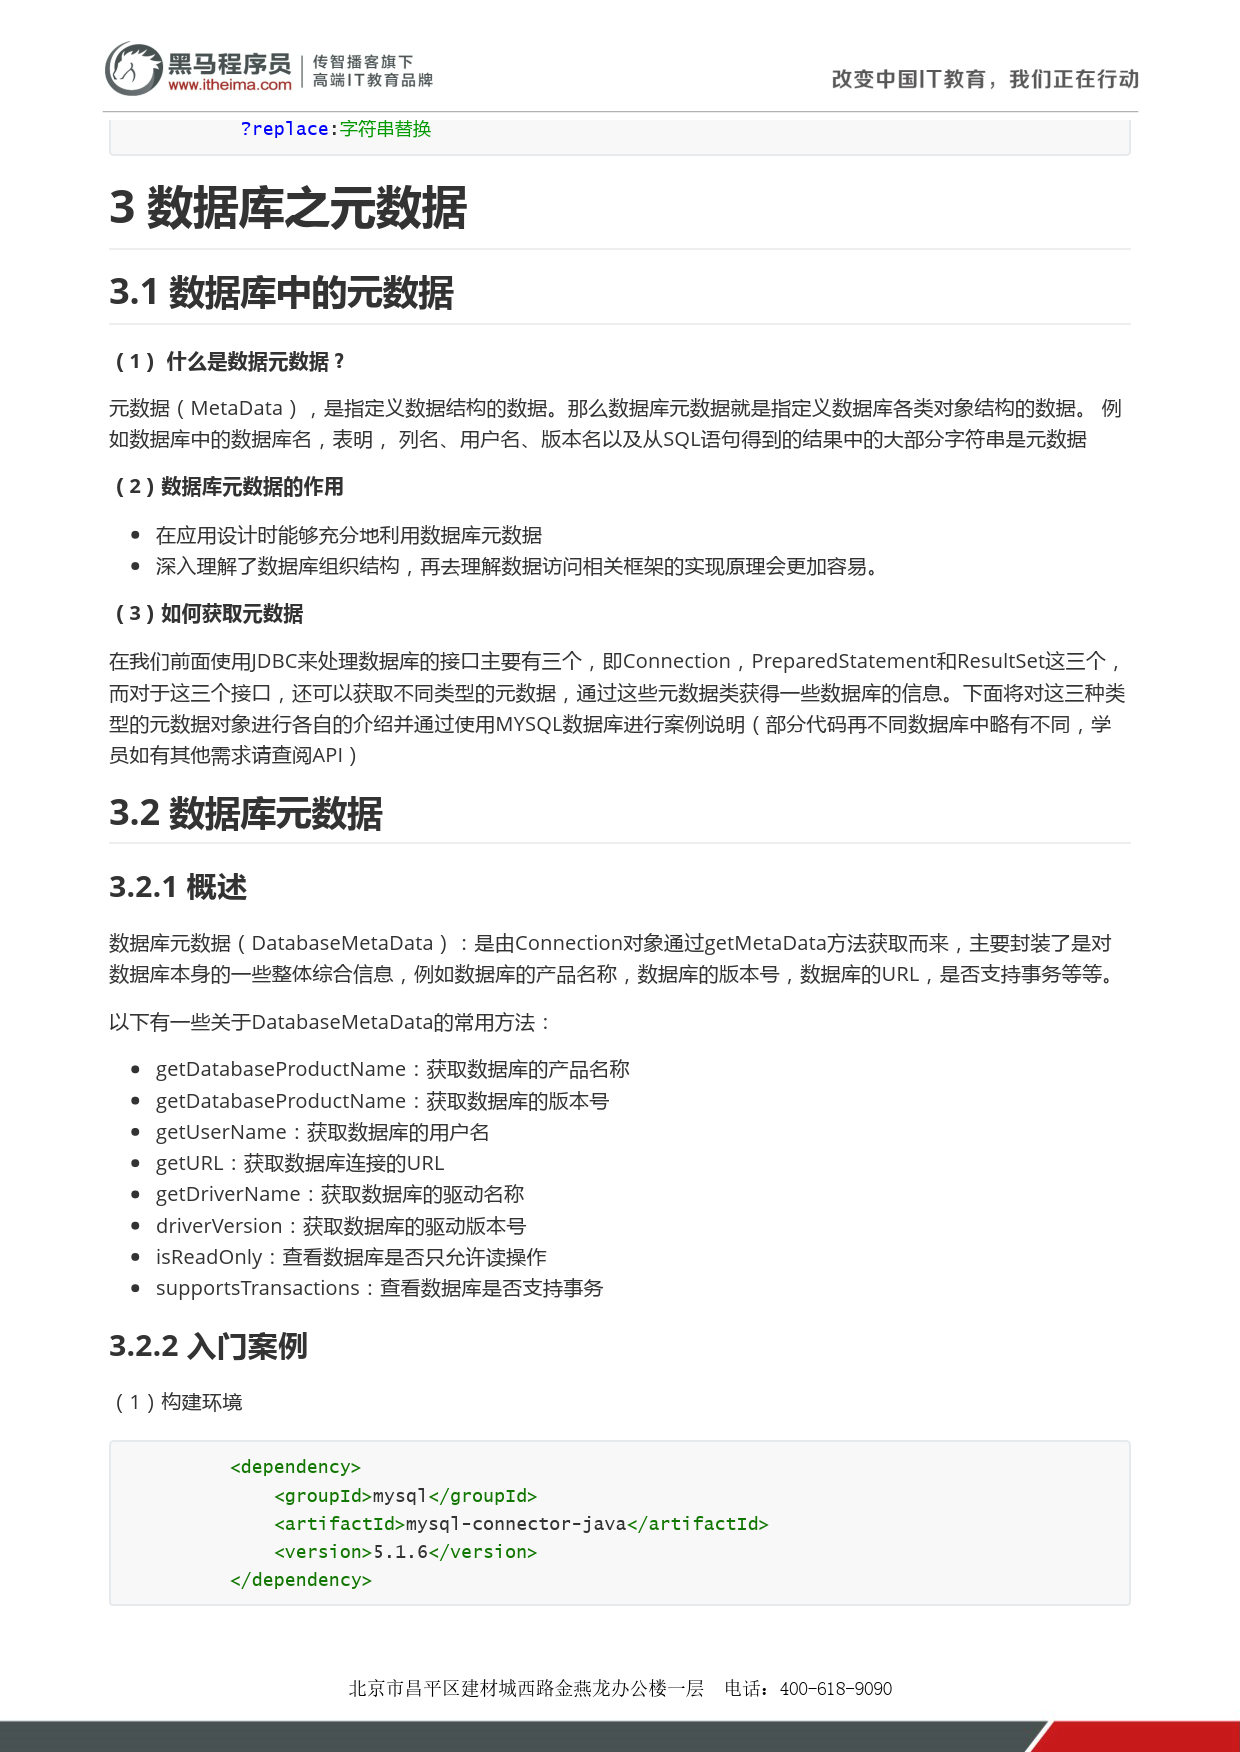 黑马程序员
www.itheima.com
传智播客旗下
高端IT教育品牌
改变中国IT教育，我们正在行动
?replace:字符串替换
3 数据库之元数据
3.1 数据库中的元数据
（1） 什么是数据元数据？
元数据（MetaData），是指定义数据结构的数据。那么数据库元数据就是指定义数据库各类对象结构的数据。 例
如数据库中的数据库名，表明， 列名、用户名、版本名以及从SQL语句得到的结果中的大部分字符串是元数据
（2）数据库元数据的作用
在应用设计时能够充分地利用数据库元数据
深入理解了数据库组织结构，再去理解数据访问相关框架的实现原理会更加容易。
（3）如何获取元数据
在我们前面使用JDBC来处理数据库的接口主要有三个，即Connection，PreparedStatement和ResultSet这三个，
而对于这三个接口，还可以获取不同类型的元数据，通过这些元数据类获得一些数据库的信息。下面将对这三种类
型的元数据对象进行各自的介绍并通过使用MYSQL数据库进行案例说明（部分代码再不同数据库中略有不同，学
员如有其他需求请查阅API）
3.2 数据库元数据
3.2.1 概述
数据库元数据（DatabaseMetaData）：是由Connection对象通过getMetaData方法获取而来，主要封装了是对
数据库本身的一些整体综合信息，例如数据库的产品名称，数据库的版本号，数据库的URL，是否支持事务等等。
以下有一些关于DatabaseMetaData的常用方法：
getDatabaseProductName：获取数据库的产品名称
getDatabaseProductName：获取数据库的版本号
getUserName：获取数据库的用户名
getURL：获取数据库连接的URL
getDriverName：获取数据库的驱动名称
driverVersion：获取数据库的驱动版本号
isReadOnly：查看数据库是否只允许读操作
supportsTransactions：查看数据库是否支持事务
3.2.2 入门案例
（1）构建环境
<dependency>
<groupId>mysql</groupId>
<artifactId>mysql-connector-java</artifactId>
<version>5.1.6</version>
</dependency>
北京市昌平区建材城西路金燕龙办公楼一层 电话：400-618-9090